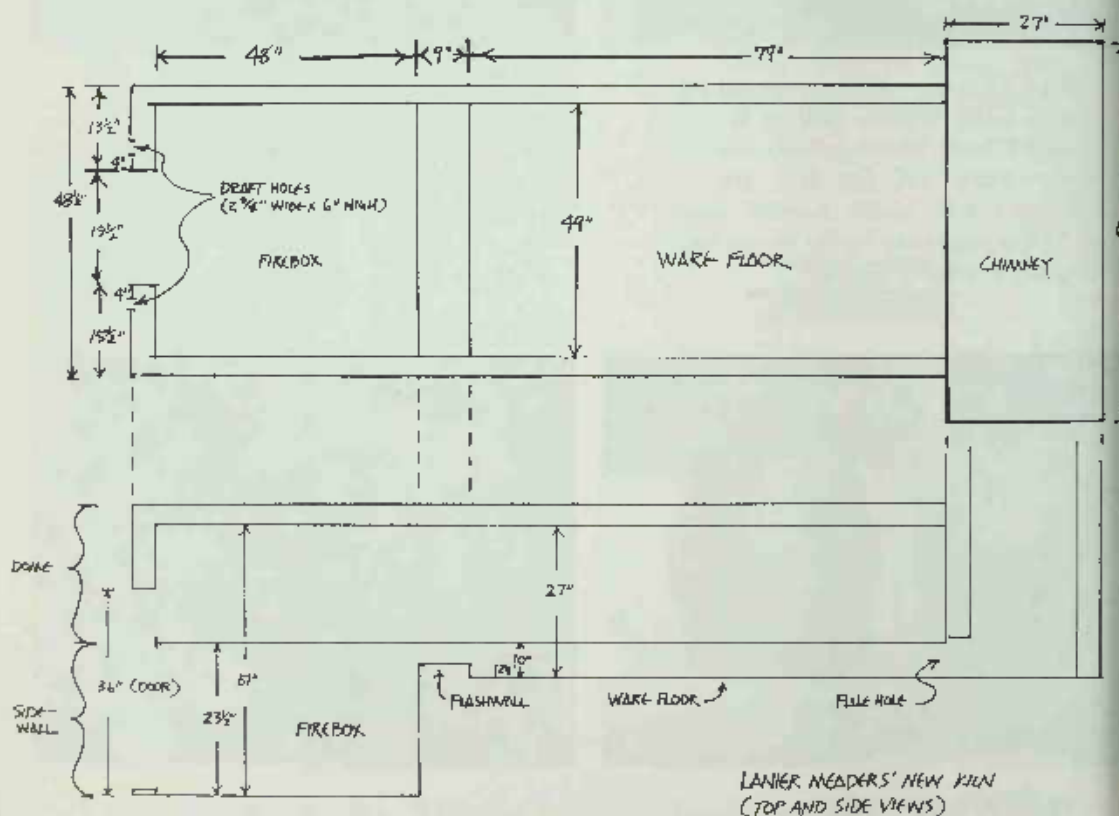 27"
48" 9" 79"
13½"
4"
48½"
19½"
4"
15½"
DRAFT HOLES
(2¾" WIDE x 6" HIGH)
FIREBOX
49"
WARE FLOOR
CHIMNEY
DOME
SIDE-
WALL
36" (DOOR)
23½"
FIREBOX
27"
10"
FLASHWALL
WARE FLOOR
FLUE HOLE
LANIER MEADERS' NEW KILN
(TOP AND SIDE VIEWS)